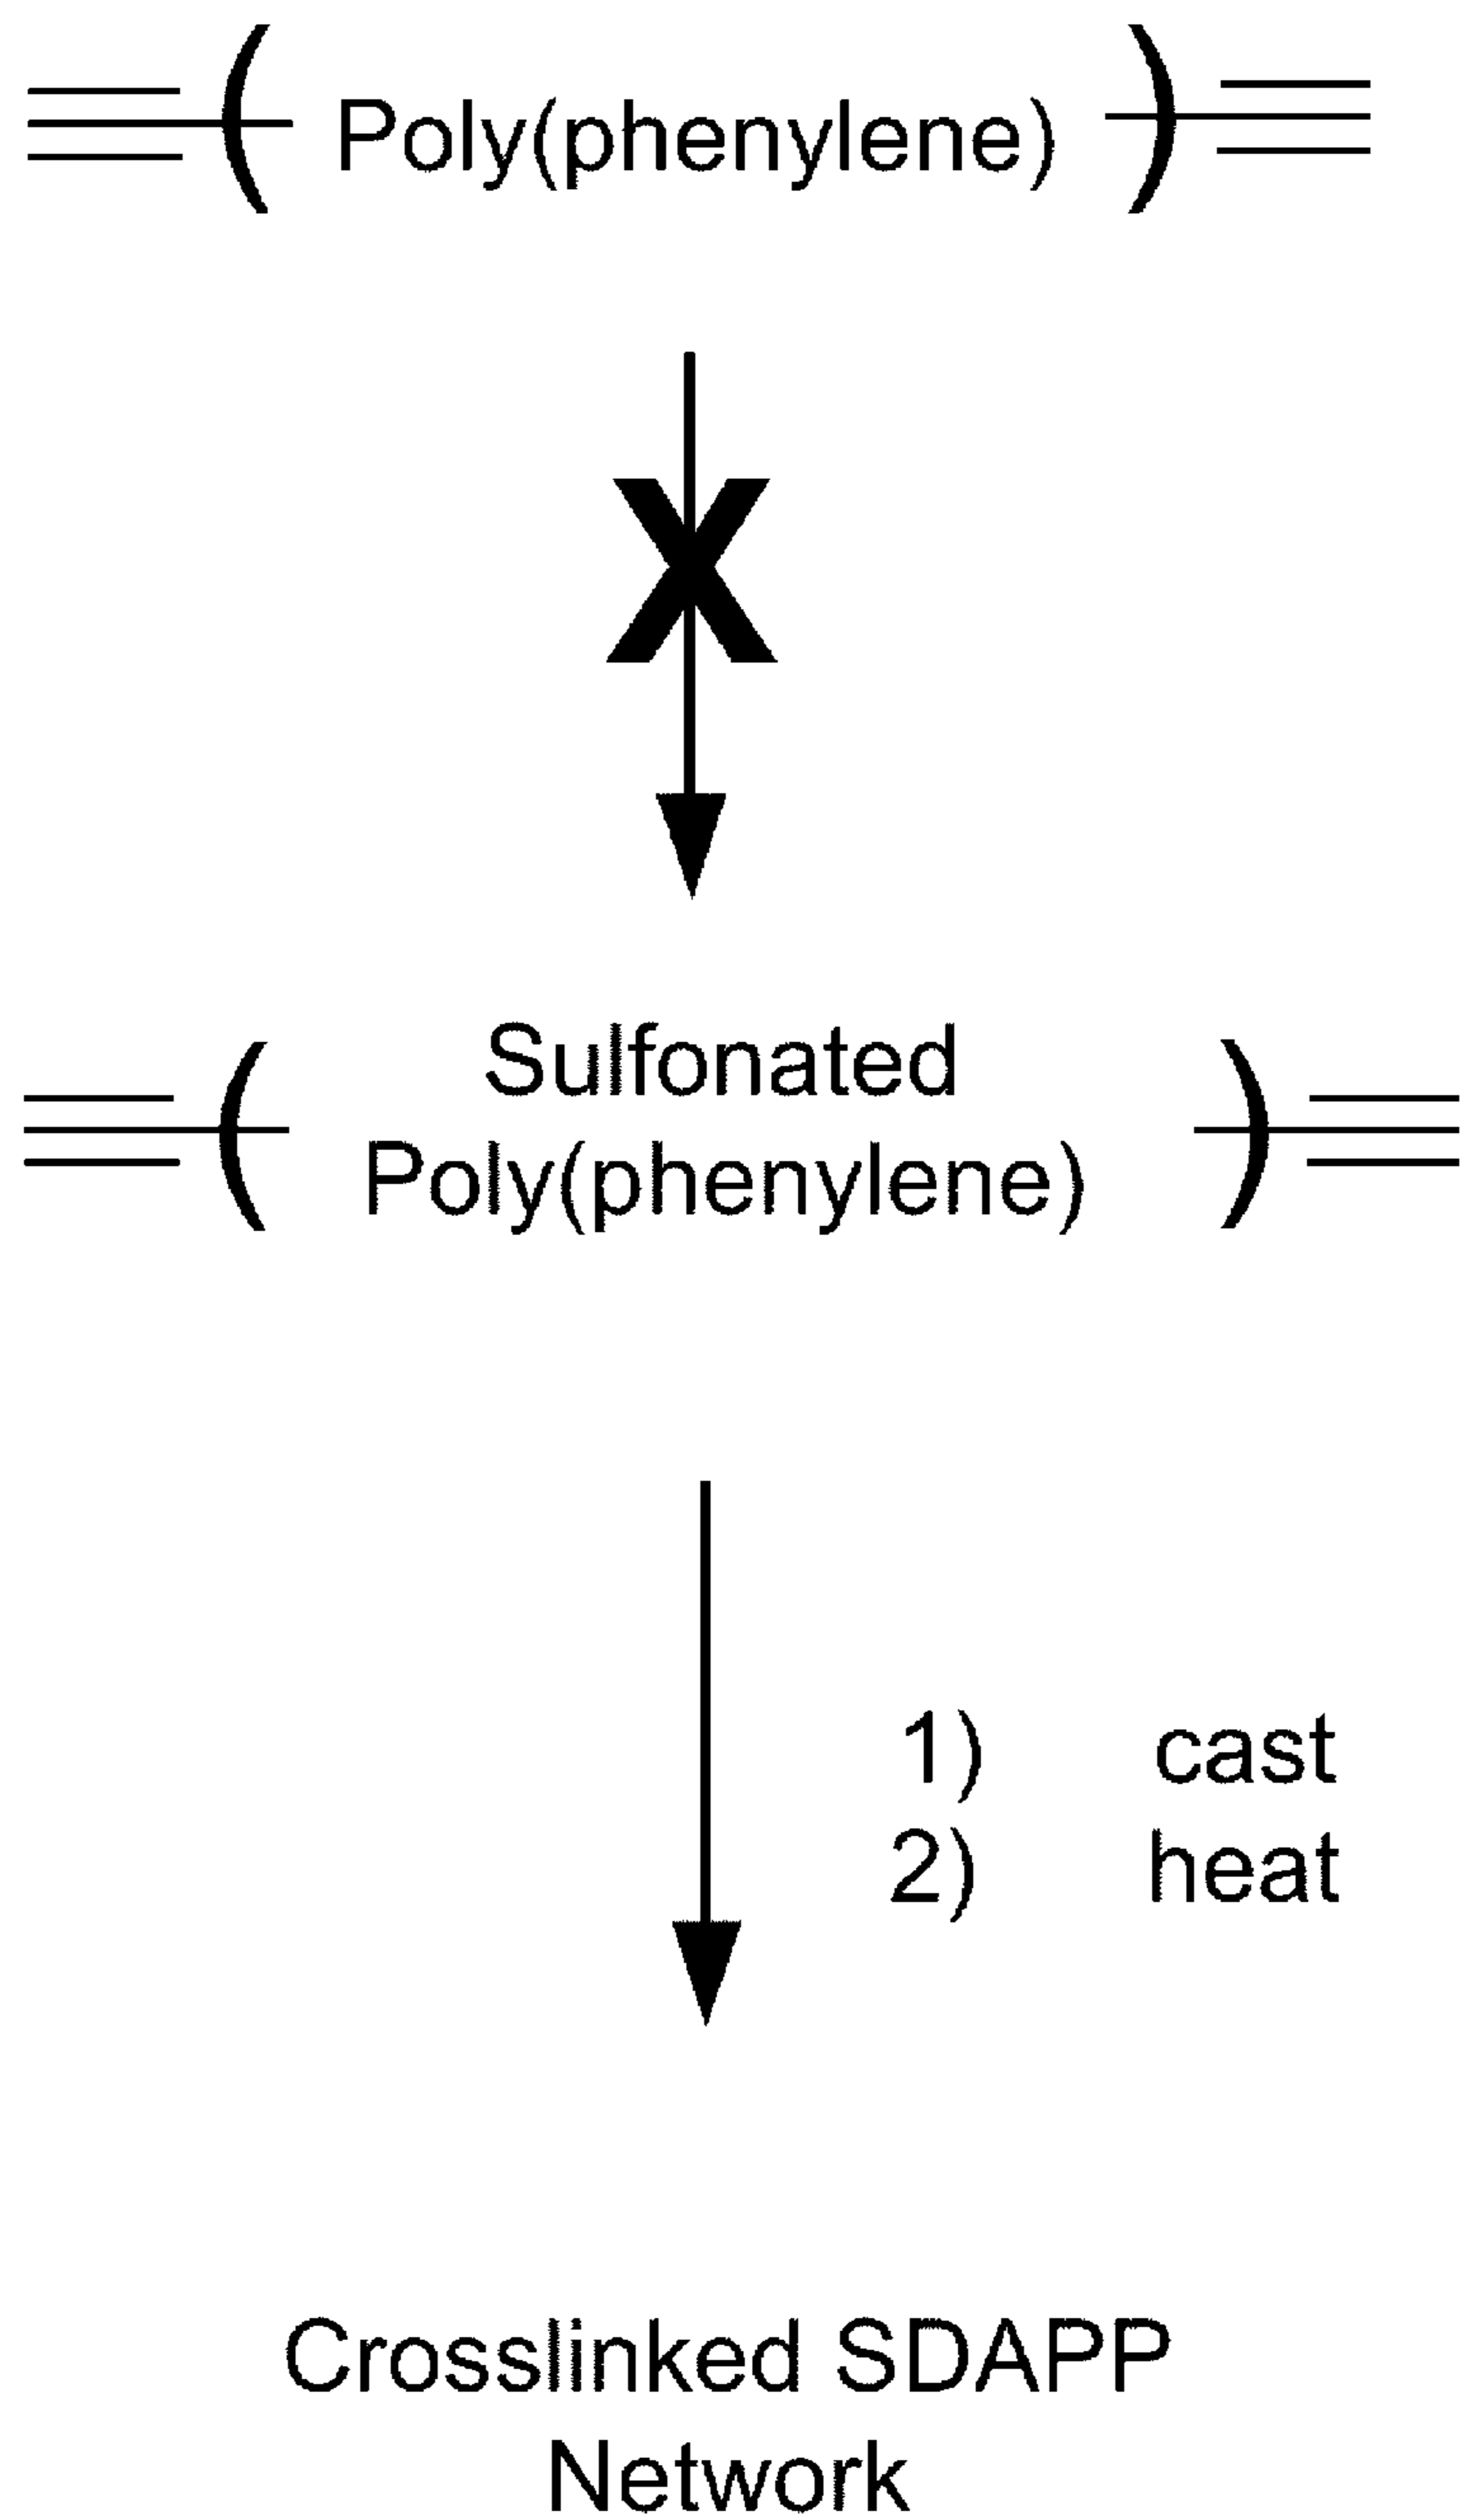 Poly(phenylene)
X
Sulfonated
Poly(phenylene)
1) cast
2) heat
Crosslinked SDAPP
Network